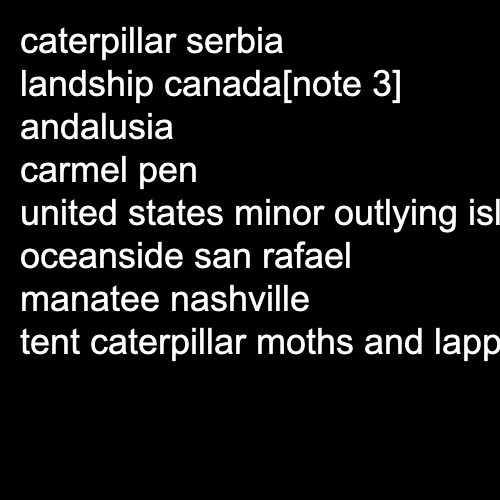 caterpillar serbia
landship canada[note 3]
andalusia
carmel pen
united states minor outlying isl
oceanside san rafael
manatee nashville
tent caterpillar moths and lapp